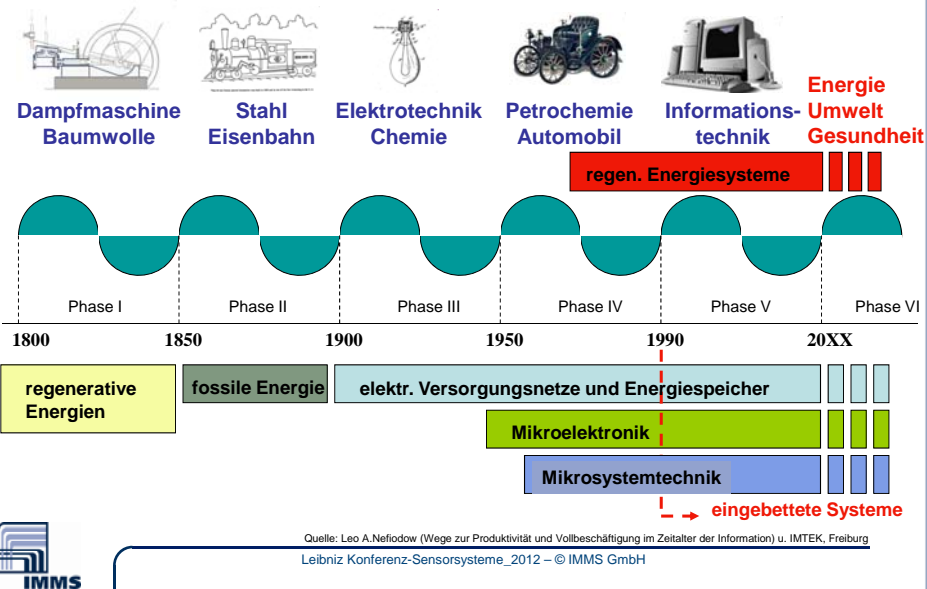 Dampfmaschine
Baumwolle
Stahl
Eisenbahn
Elektrotechnik
Chemie
Petrochemie
Automobil
Informations-
technik
Energie
Umwelt
Gesundheit
regen. Energiesysteme
Phase I
Phase II
Phase III
Phase IV
Phase V
Phase VI
1800
1850
1900
1950
1990
20XX
regenerative
Energien
fossile Energie
elektr. Versorgungsnetze und Energiespeicher
Mikroelektronik
Mikrosystemtechnik
eingebettete Systeme
Quelle: Leo A.Nefiodow (Wege zur Produktivität und Vollbeschäftigung im Zeitalter der Information) u. IMTEK, Freiburg
Leibniz Konferenz-Sensorsysteme_2012 – © IMMS GmbH
IMMS